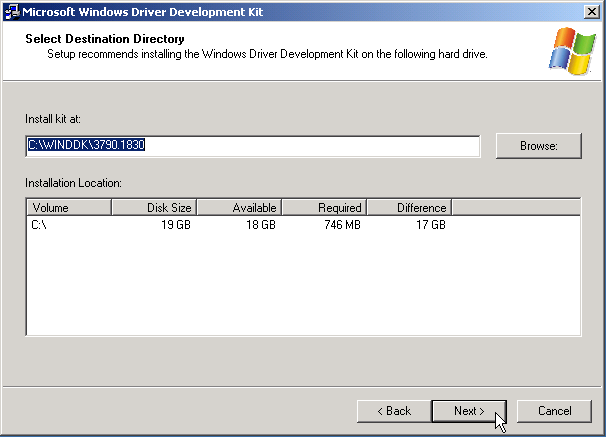 Microsoft Windows Driver Development Kit
Select Destination Directory
Setup recommends installing the Windows Driver Development Kit on the following hard drive.
Install kit at:
C:\WINDDK\3790.1830
Browse:
Installation Location:
Volume Disk Size Available Required Difference
C:\ 19 GB 18 GB 746 MB 17 GB
< Back Next > Cancel